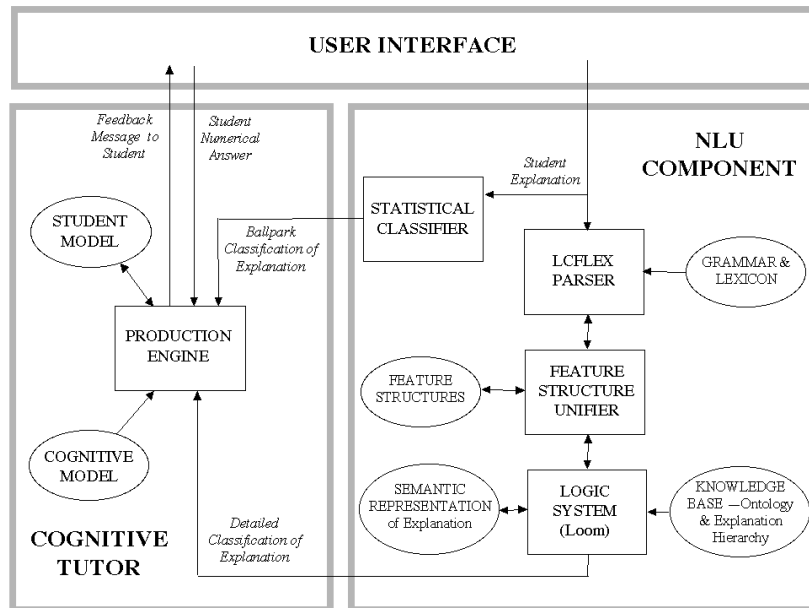 USER INTERFACE
Feedback
Message to
Student
Student
Numerical
Answer
STUDENT
MODEL
Ballpark
Classification of
Explanation
PRODUCTION
ENGINE
COGNITIVE
MODEL
COGNITIVE
TUTOR
Detailed
Classification of
Explanation
NLU
COMPONENT
Student
Explanation
STATISTICAL
CLASSIFIER
LCFLEX
PARSER
GRAMMAR &
LEXICON
FEATURE
STRUCTURES
FEATURE
STRUCTURE
UNIFIER
SEMANTIC
REPRESENTATION
of Explanation
LOGIC
SYSTEM
(Loom)
KNOWLEDGE
BASE —Ontology
& Explanation
Hierarchy